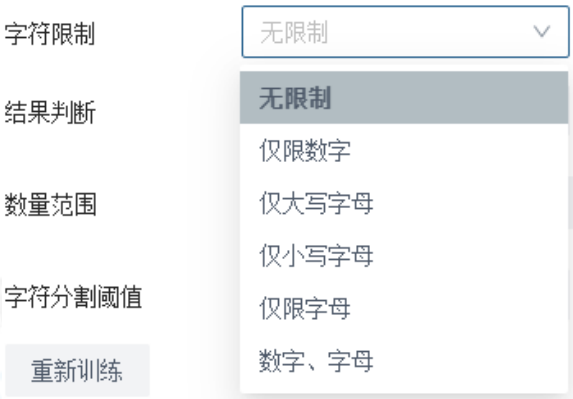 字符限制 无限制
无限制
结果判断
仅限数字
数量范围 仅大写字母
仅小写字母
字符分割阈值
仅限字母
重新训练 数字、字母